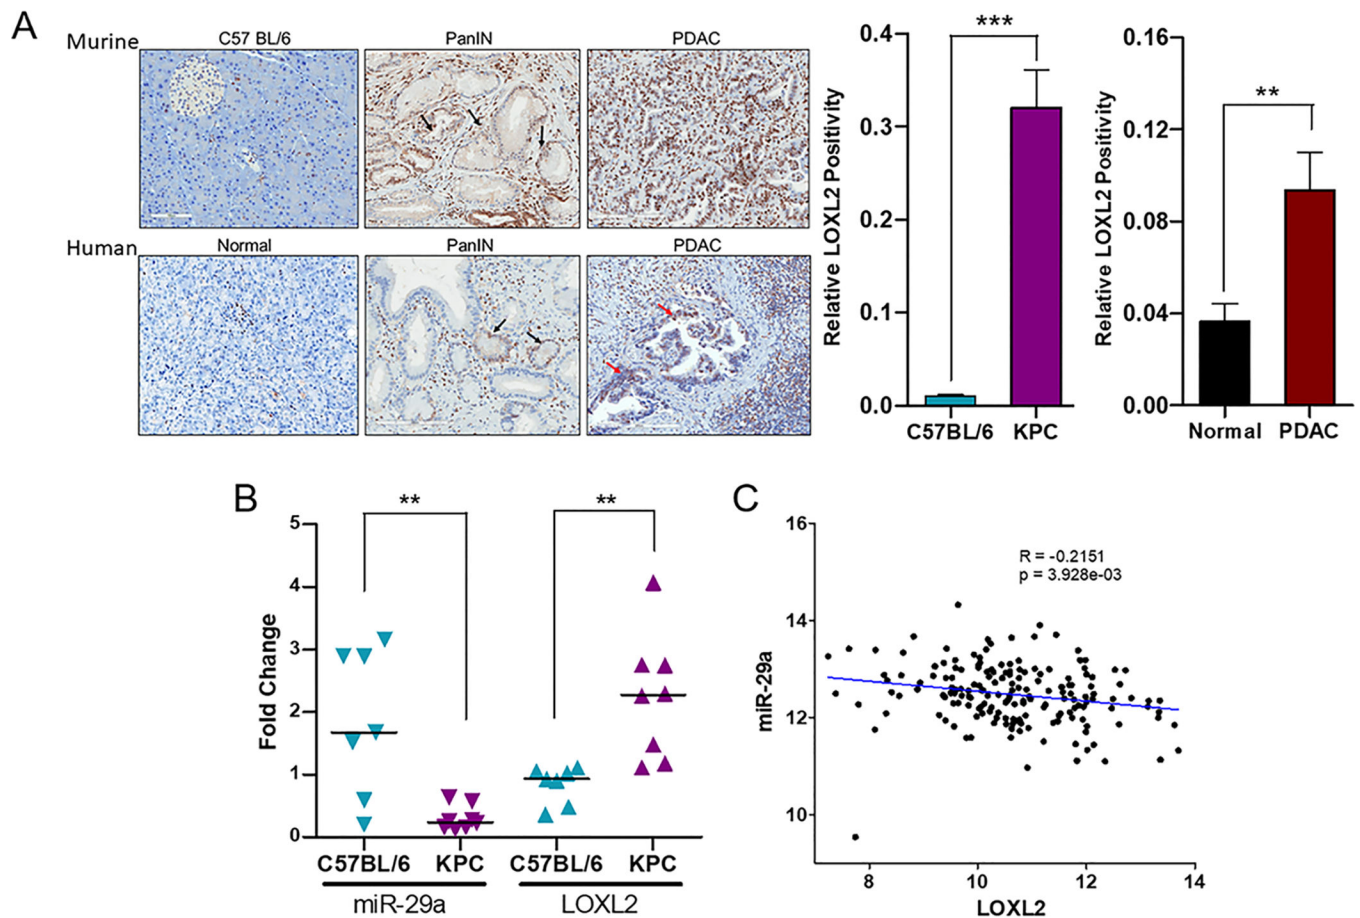 A
Murine
C57 BL/6
PanIN
PDAC
Human
Normal
PanIN
PDAC
Relative LOXL2 Positivity
0.4
0.3
0.2
0.1
0.0
***
C57BL/6
KPC
Relative LOXL2 Positivity
0.16
0.12
0.08
0.04
0.00
**
Normal
PDAC
B
Fold Change
5
4
3
2
1
0
**
**
C57BL/6
KPC
C57BL/6
KPC
miR-29a
LOXL2
C
miR-29a
16
14
12
10
R = -0.2151
p = 3.928e-03
8
10
12
14
LOXL2